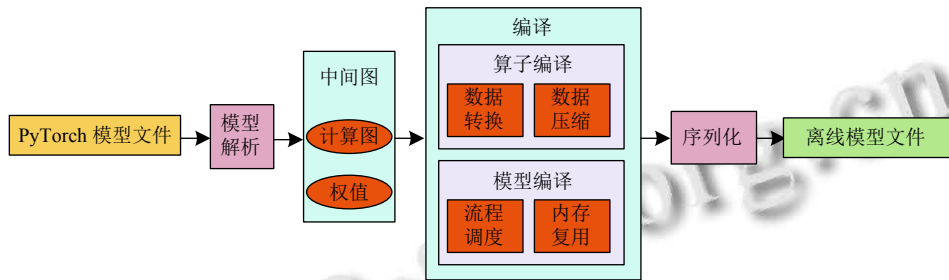 PyTorch 模型文件
模型
解析
中间图
计算图
权值
编译
算子编译
数据
转换
数据
压缩
模型编译
流程
调度
内存
复用
序列化
离线模型文件
org.cn